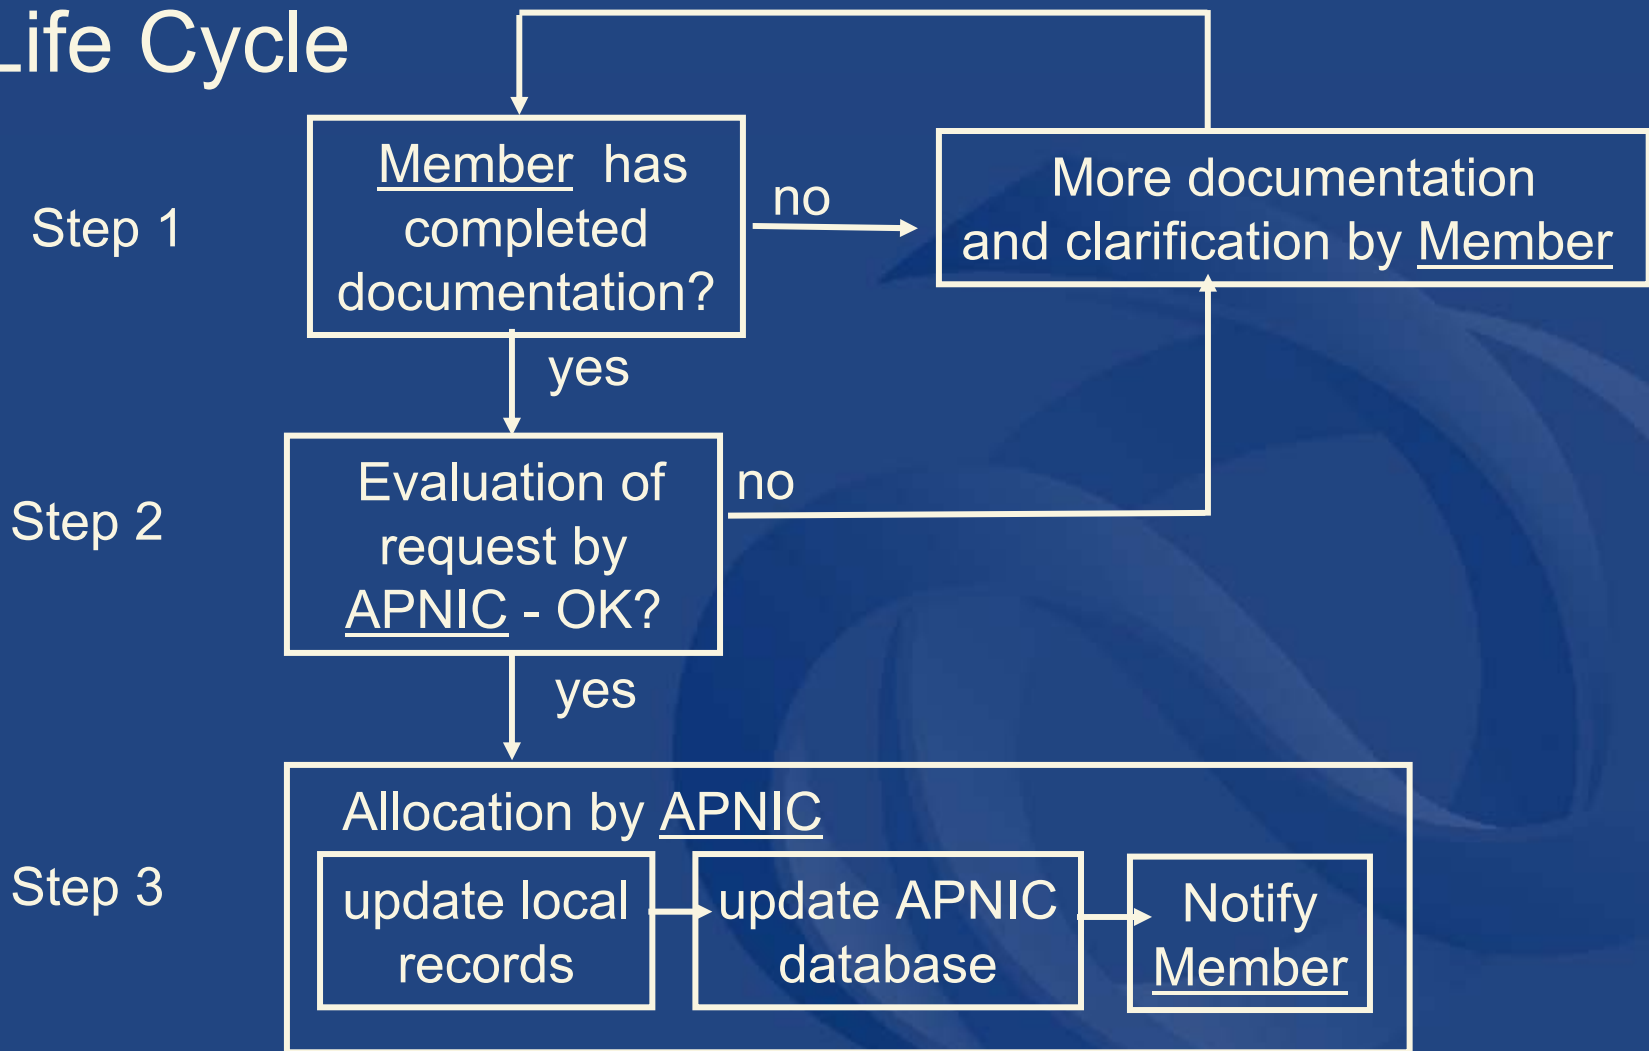 Life Cycle
Step 1
Member has
completed
documentation?
no
More documentation
and clarification by Member
yes
Step 2
Evaluation of
request by
APNIC - OK?
no
yes
Step 3
Allocation by APNIC
update local
records
update APNIC
database
Notify
Member